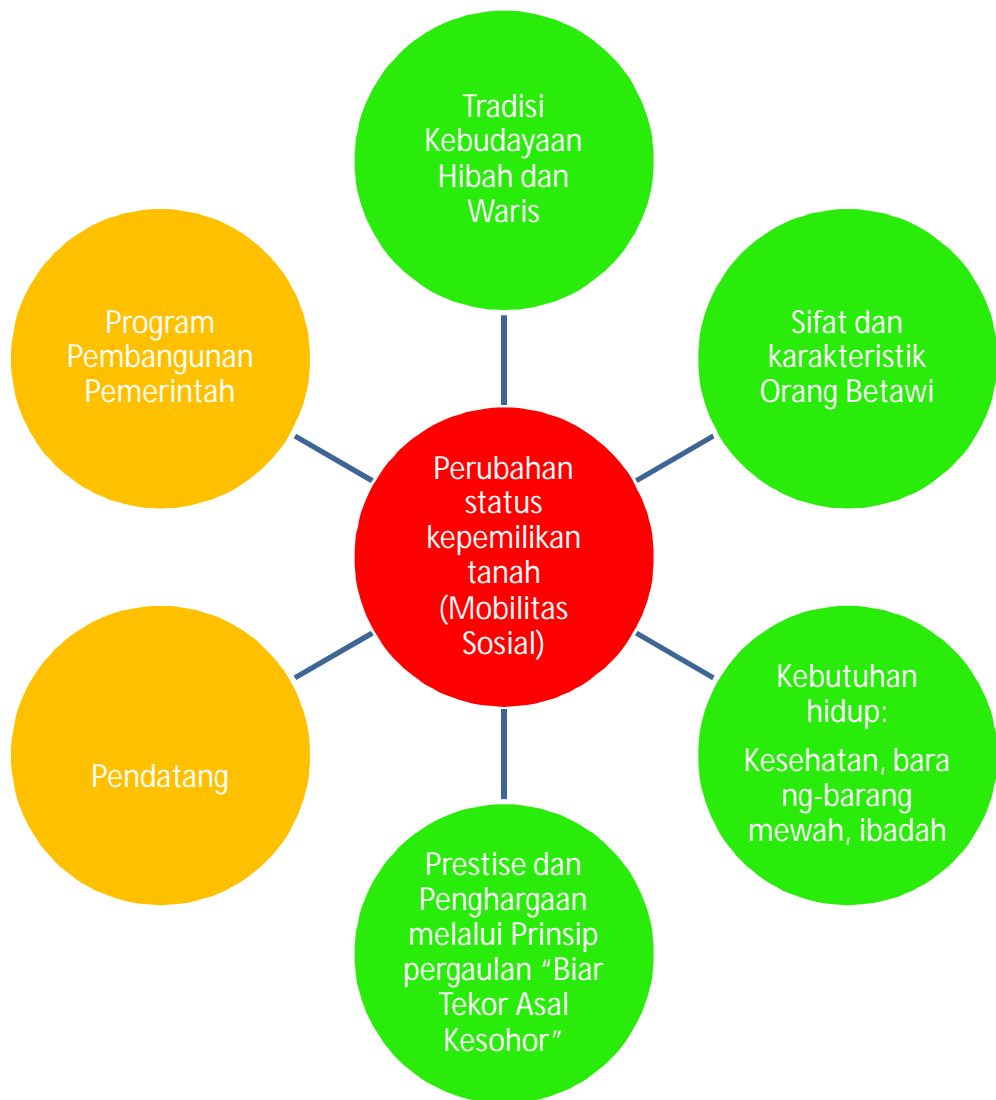 Tradisi
Kebudayaan
Hibah dan
Waris
Sifat dan
karakteristik
Orang Betawi
Kebutuhan
hidup:
Kesehatan, bara
ng-barang
mewah, ibadah
Prestise dan
Penghargaan
melalui Prinsip
pergaulan “Biar
Tekor Asal
Kesohor”
Pendatang
Program
Pembangunan
Pemerintah
Perubahan
status
kepemilikan
tanah
(Mobilitas
Sosial)